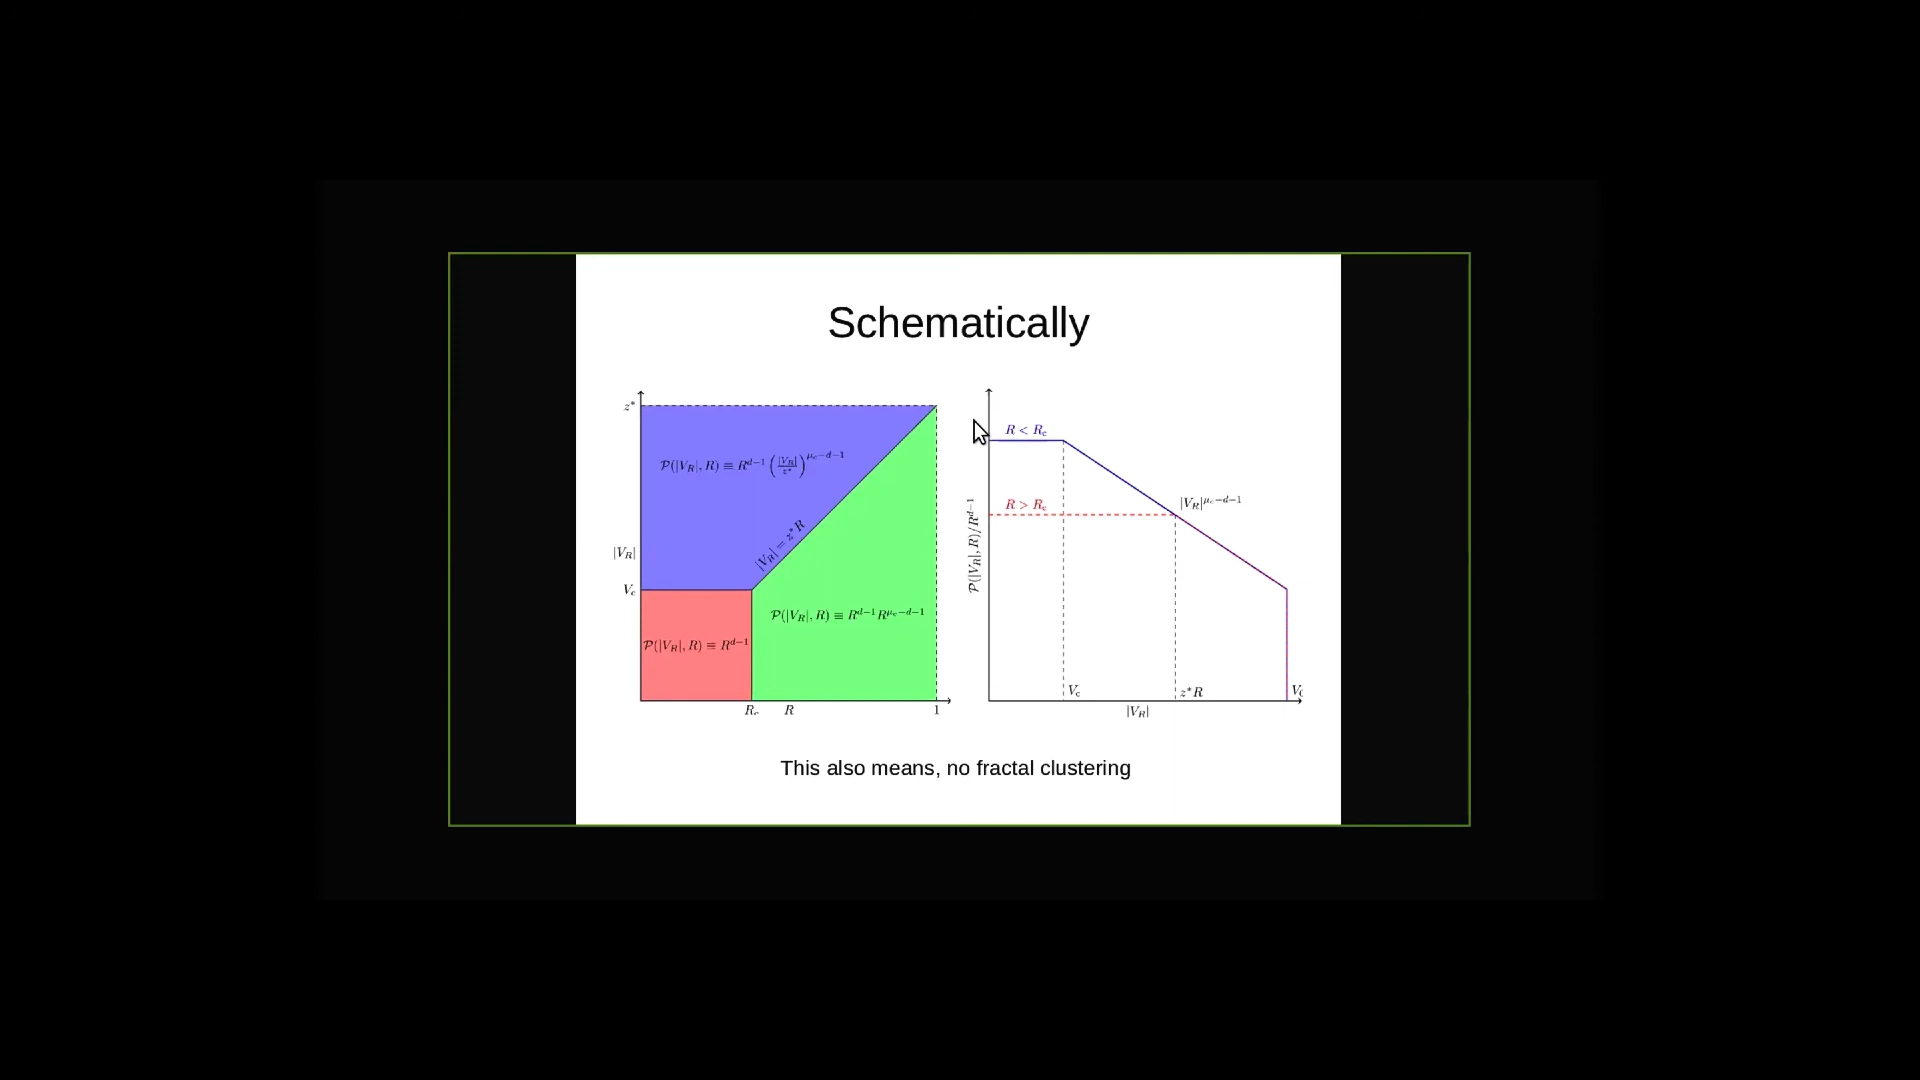 Schematically
z*
P(|V_R|, R) ≡ R^{d−1} (|V_R|/z*)^{μ_c−d−1}
|V_R| = z*R
|V_R|
V_c
P(|V_R|, R) ≡ R^{d−1}R^{μ_c−d−1}
P(|V_R|, R) ≡ R^{d−1}
R_c R 1
R < R_c
R > R_c
|V_R|^{μ_c−d−1}
P(|V_R|, R)/R^{d−1}
V_c z*R
|V_R|
This also means, no fractal clustering